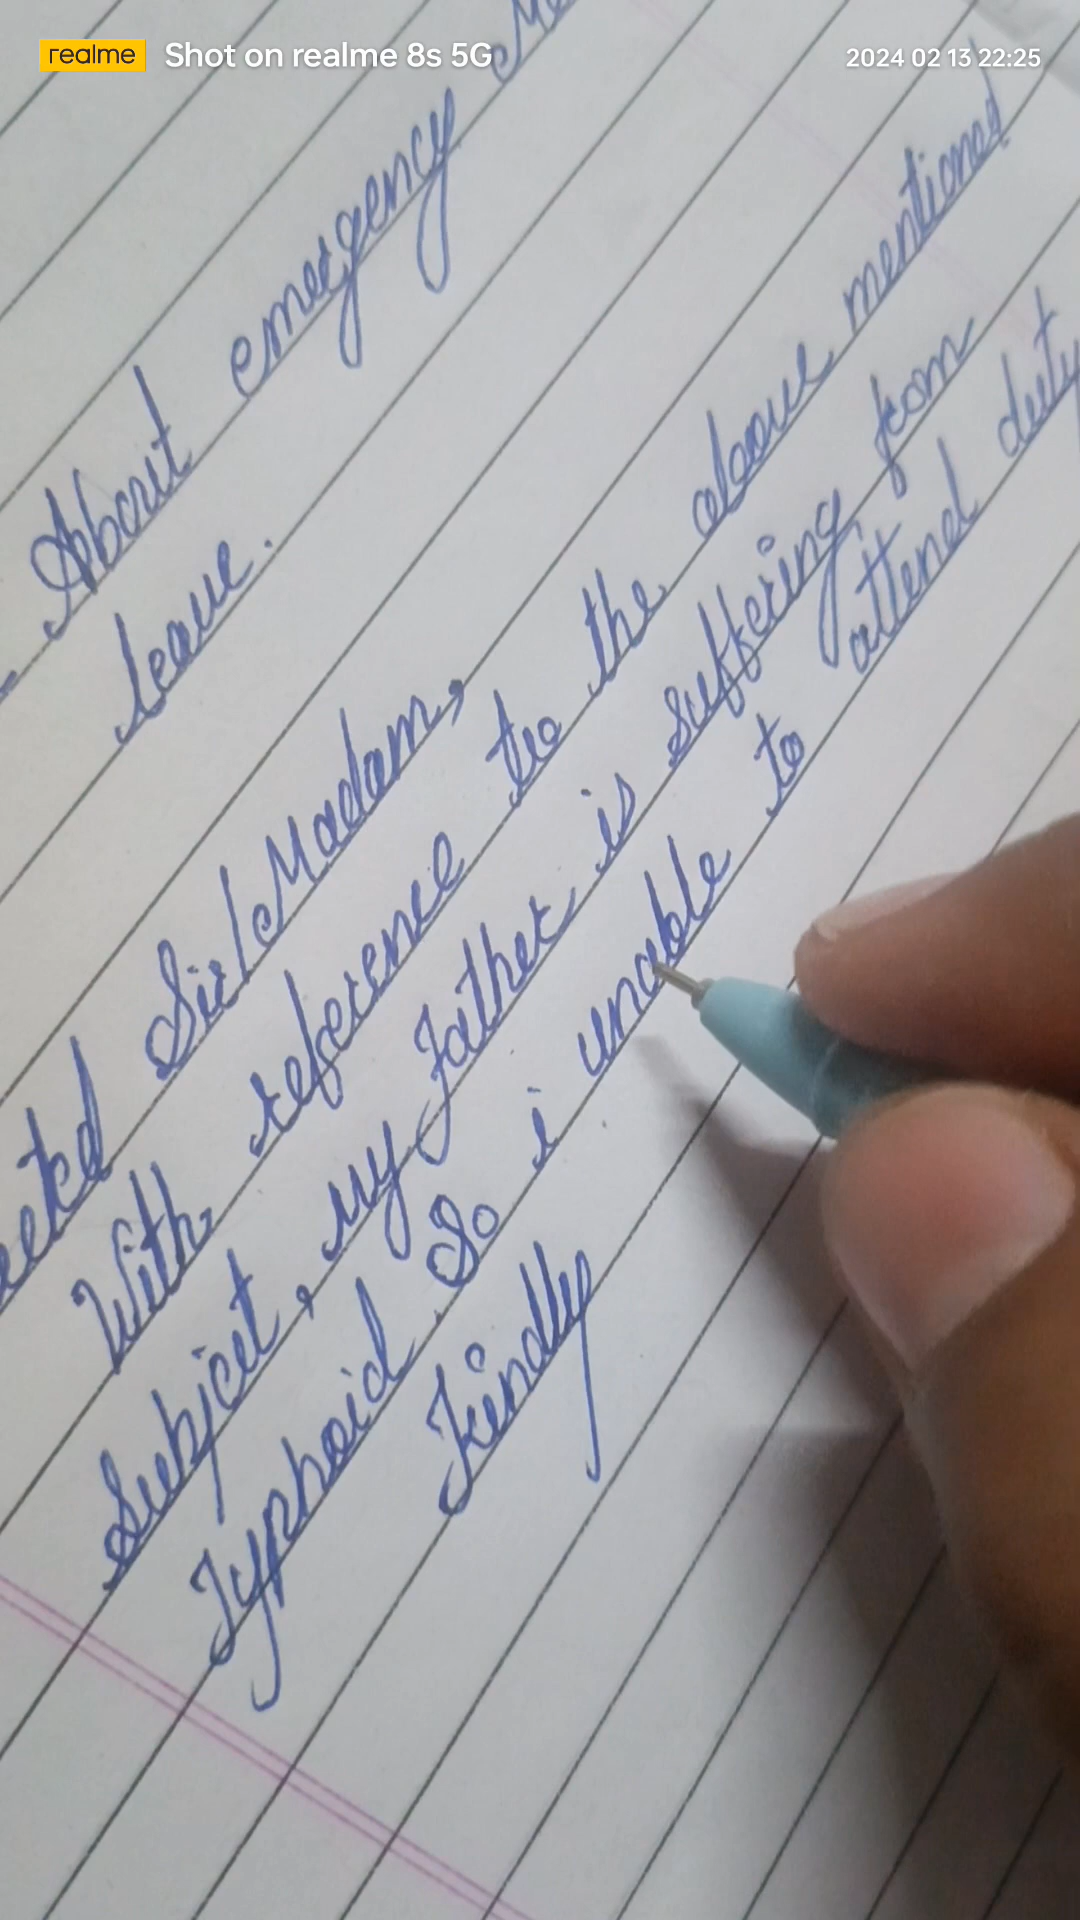 realme Shot on realme 8s 5G
2024 02 13 22:25
About emergency
leave.
Sir/Madam,
With reference to the above mentioned
Subject, my Father is suffering from
Typhoid. So i unable to attend duty
Kindly